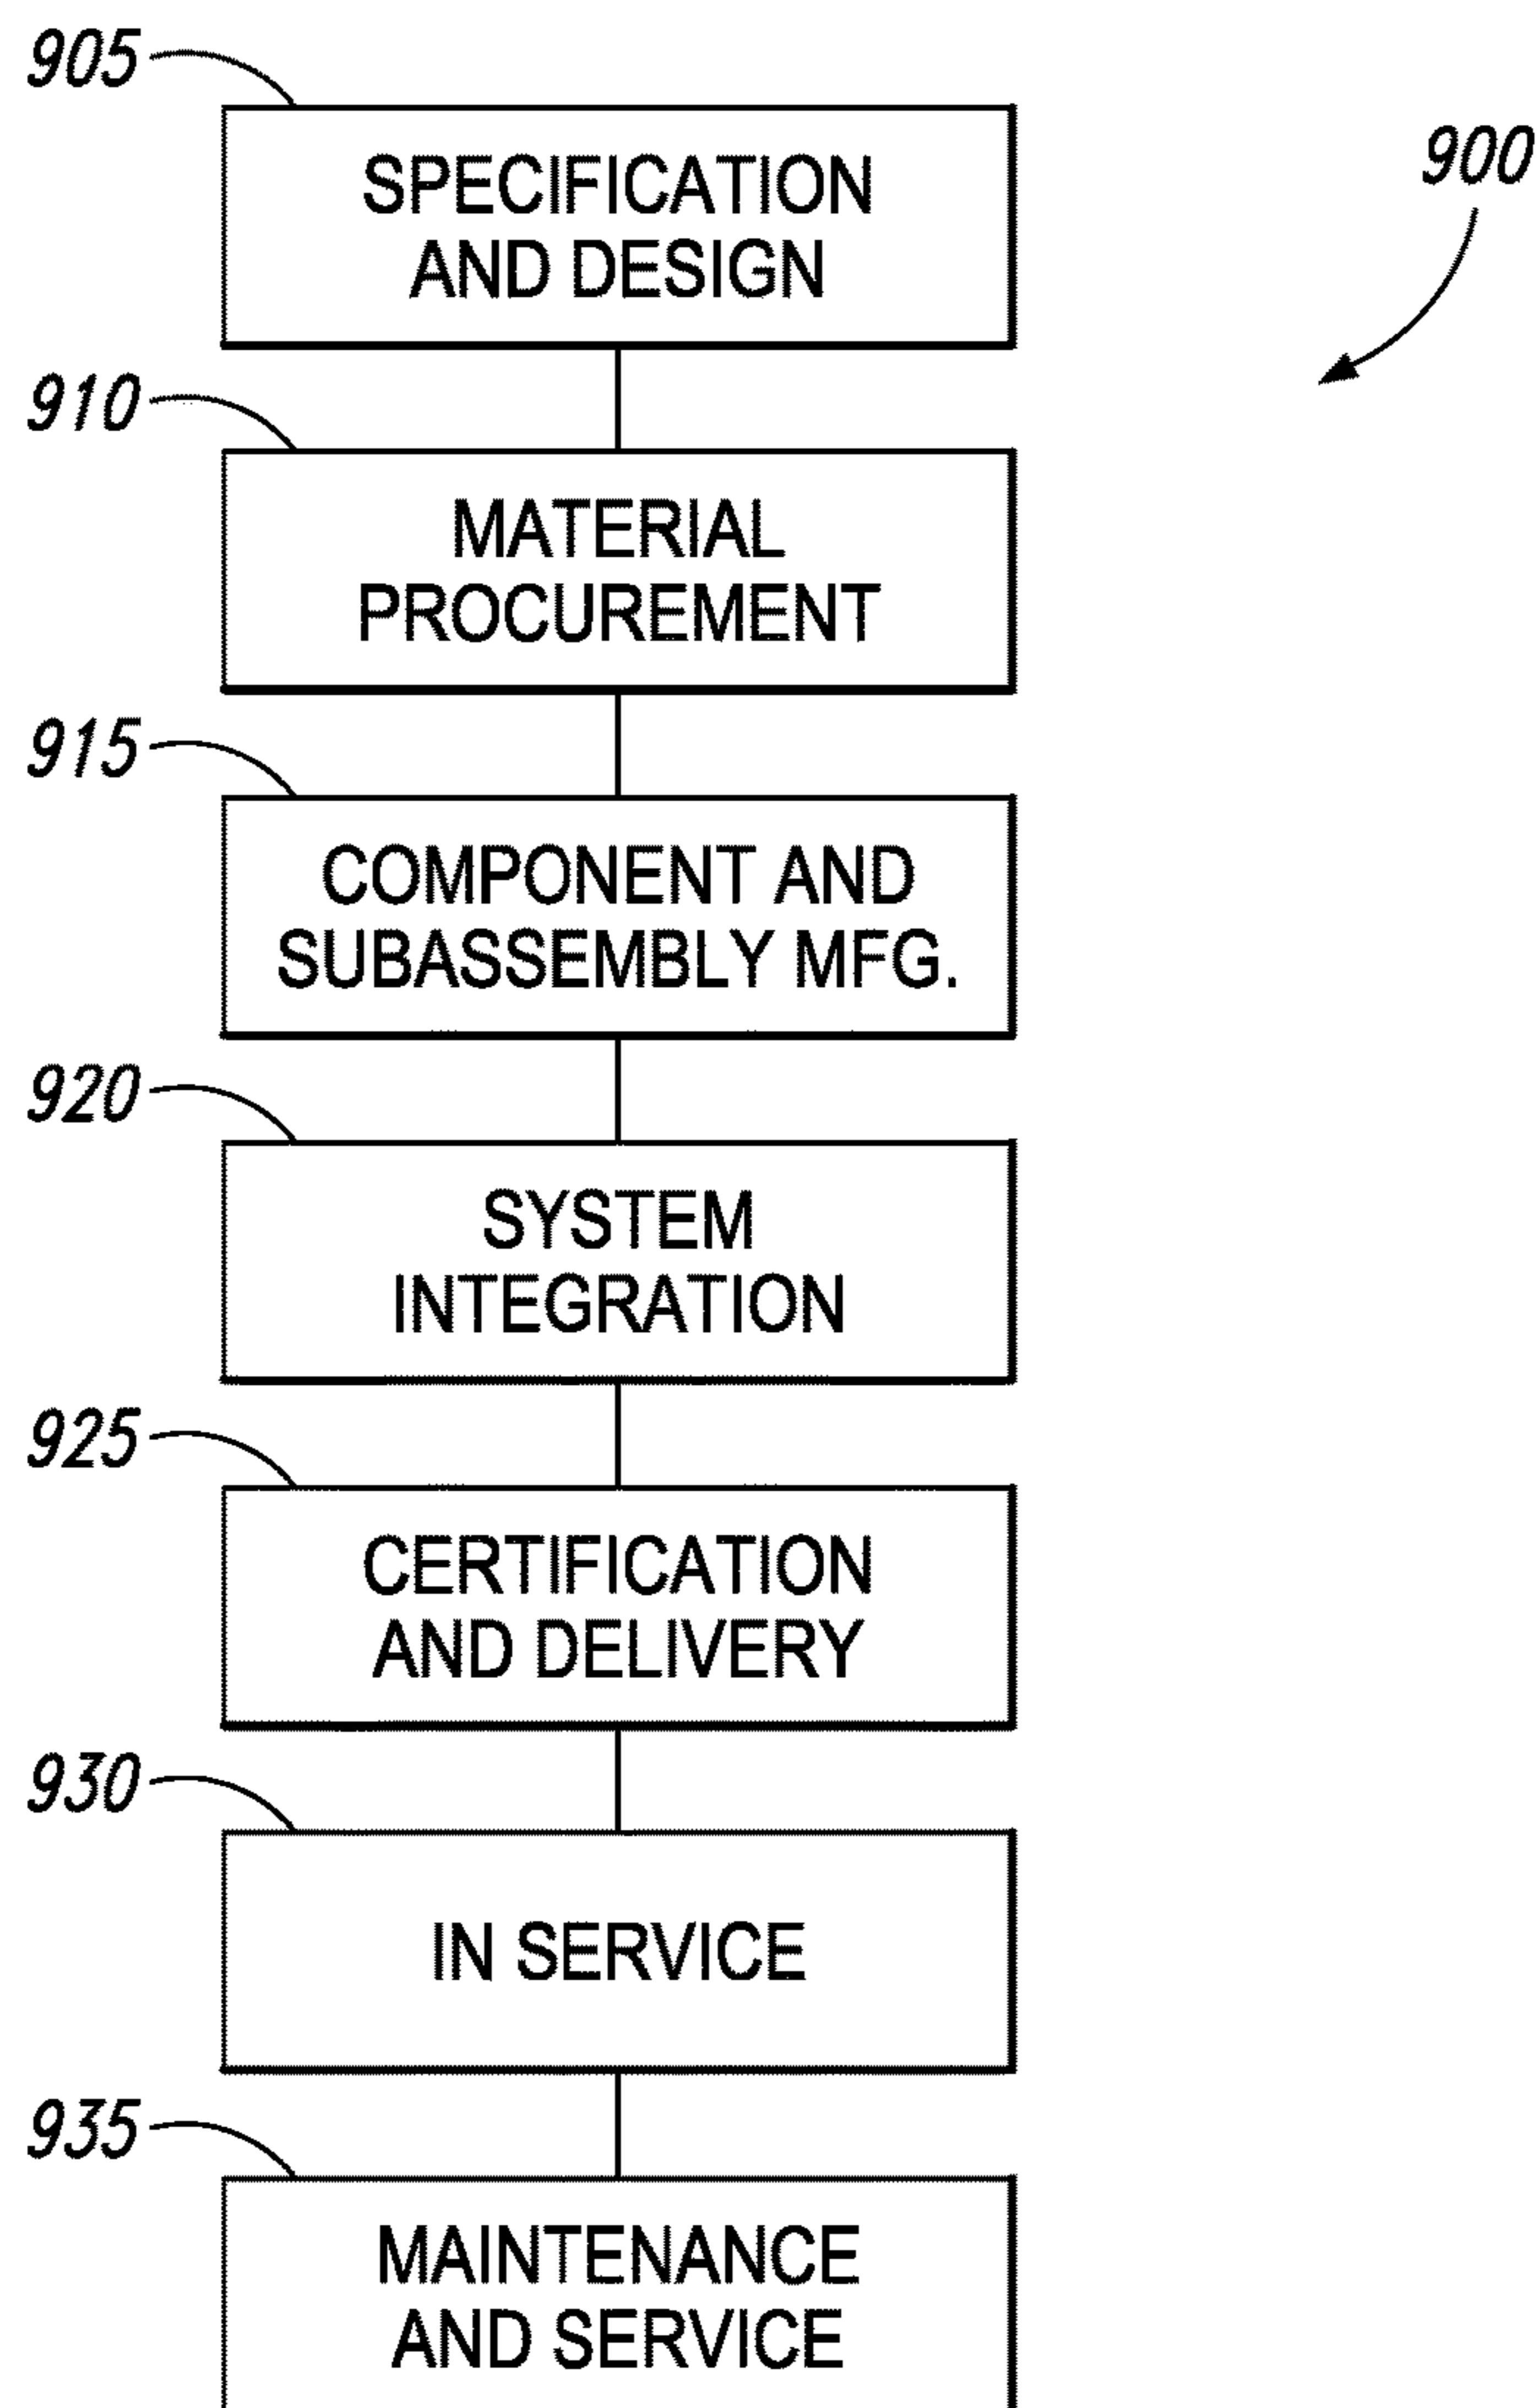 905
SPECIFICATION
AND DESIGN
900
910
MATERIAL
PROCUREMENT
915
COMPONENT AND
SUBASSEMBLY MFG.
920
SYSTEM
INTEGRATION
925
CERTIFICATION
AND DELIVERY
930
IN SERVICE
935
MAINTENANCE
AND SERVICE